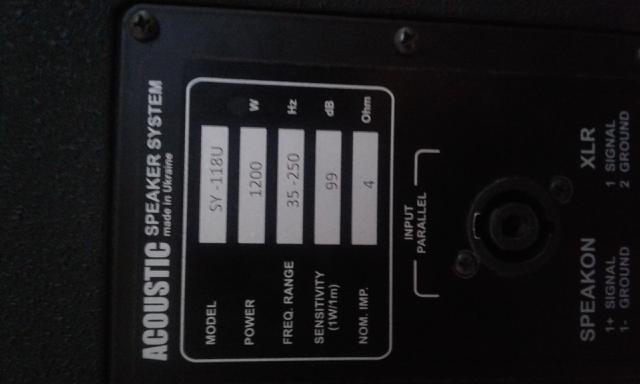 ACOUSTIC SPEAKER SYSTEM
made in Ukraine
MODEL SY -118U
POWER 1200 W
FREQ. RANGE 35 -250 Hz
SENSITIVITY 99 dB
(1W/1m)
NOM. IMP. 4 Ohm
INPUT
PARALLEL
SPEAKON XLR
1+ SIGNAL 1 SIGNAL
1- GROUND 2 GROUND